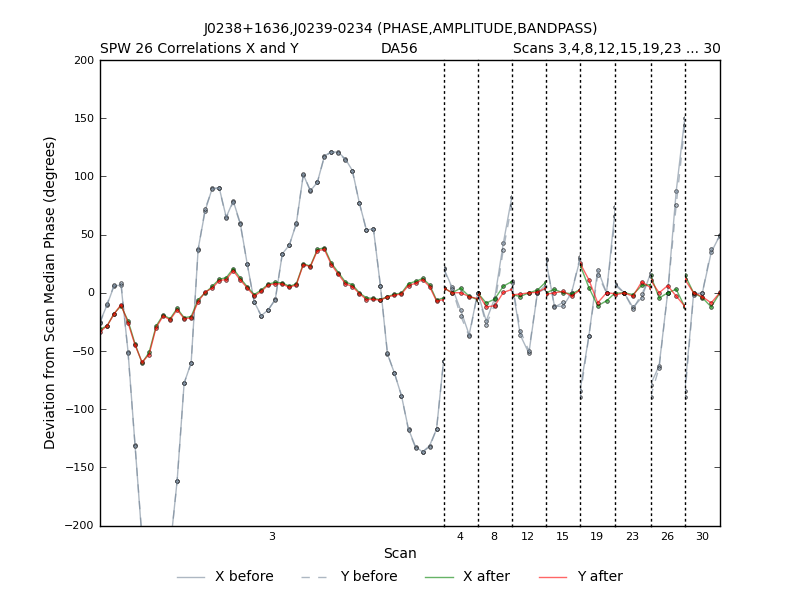 J0238+1636,J0239-0234 (PHASE,AMPLITUDE,BANDPASS)
SPW 26 Correlations X and Y DA56 Scans 3,4,8,12,15,19,23 ... 30
200
150
100
50
0
−50
−100
−150
−200
Deviation from Scan Median Phase (degrees)
3 4 8 12 15 19 23 26 30
Scan
X before Y before X after Y after